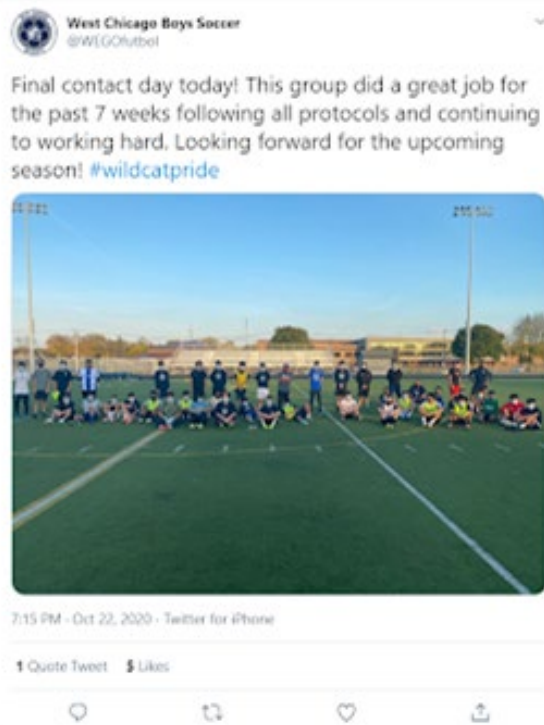 West Chicago Boys Soccer
@WEGOfutbol
Final contact day today! This group did a great job for
the past 7 weeks following all protocols and continuing
to working hard. Looking forward for the upcoming
season! #wildcatpride
7:15 PM - Oct 22, 2020 - Twitter for iPhone
1 Quote Tweet 5 Likes